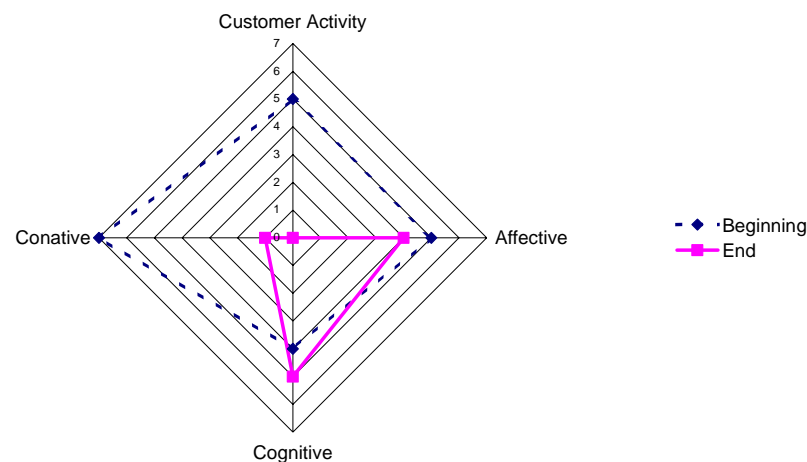 Customer Activity
7
6
5
4
3
2
1
0
Conative
Affective
Cognitive
Beginning
End